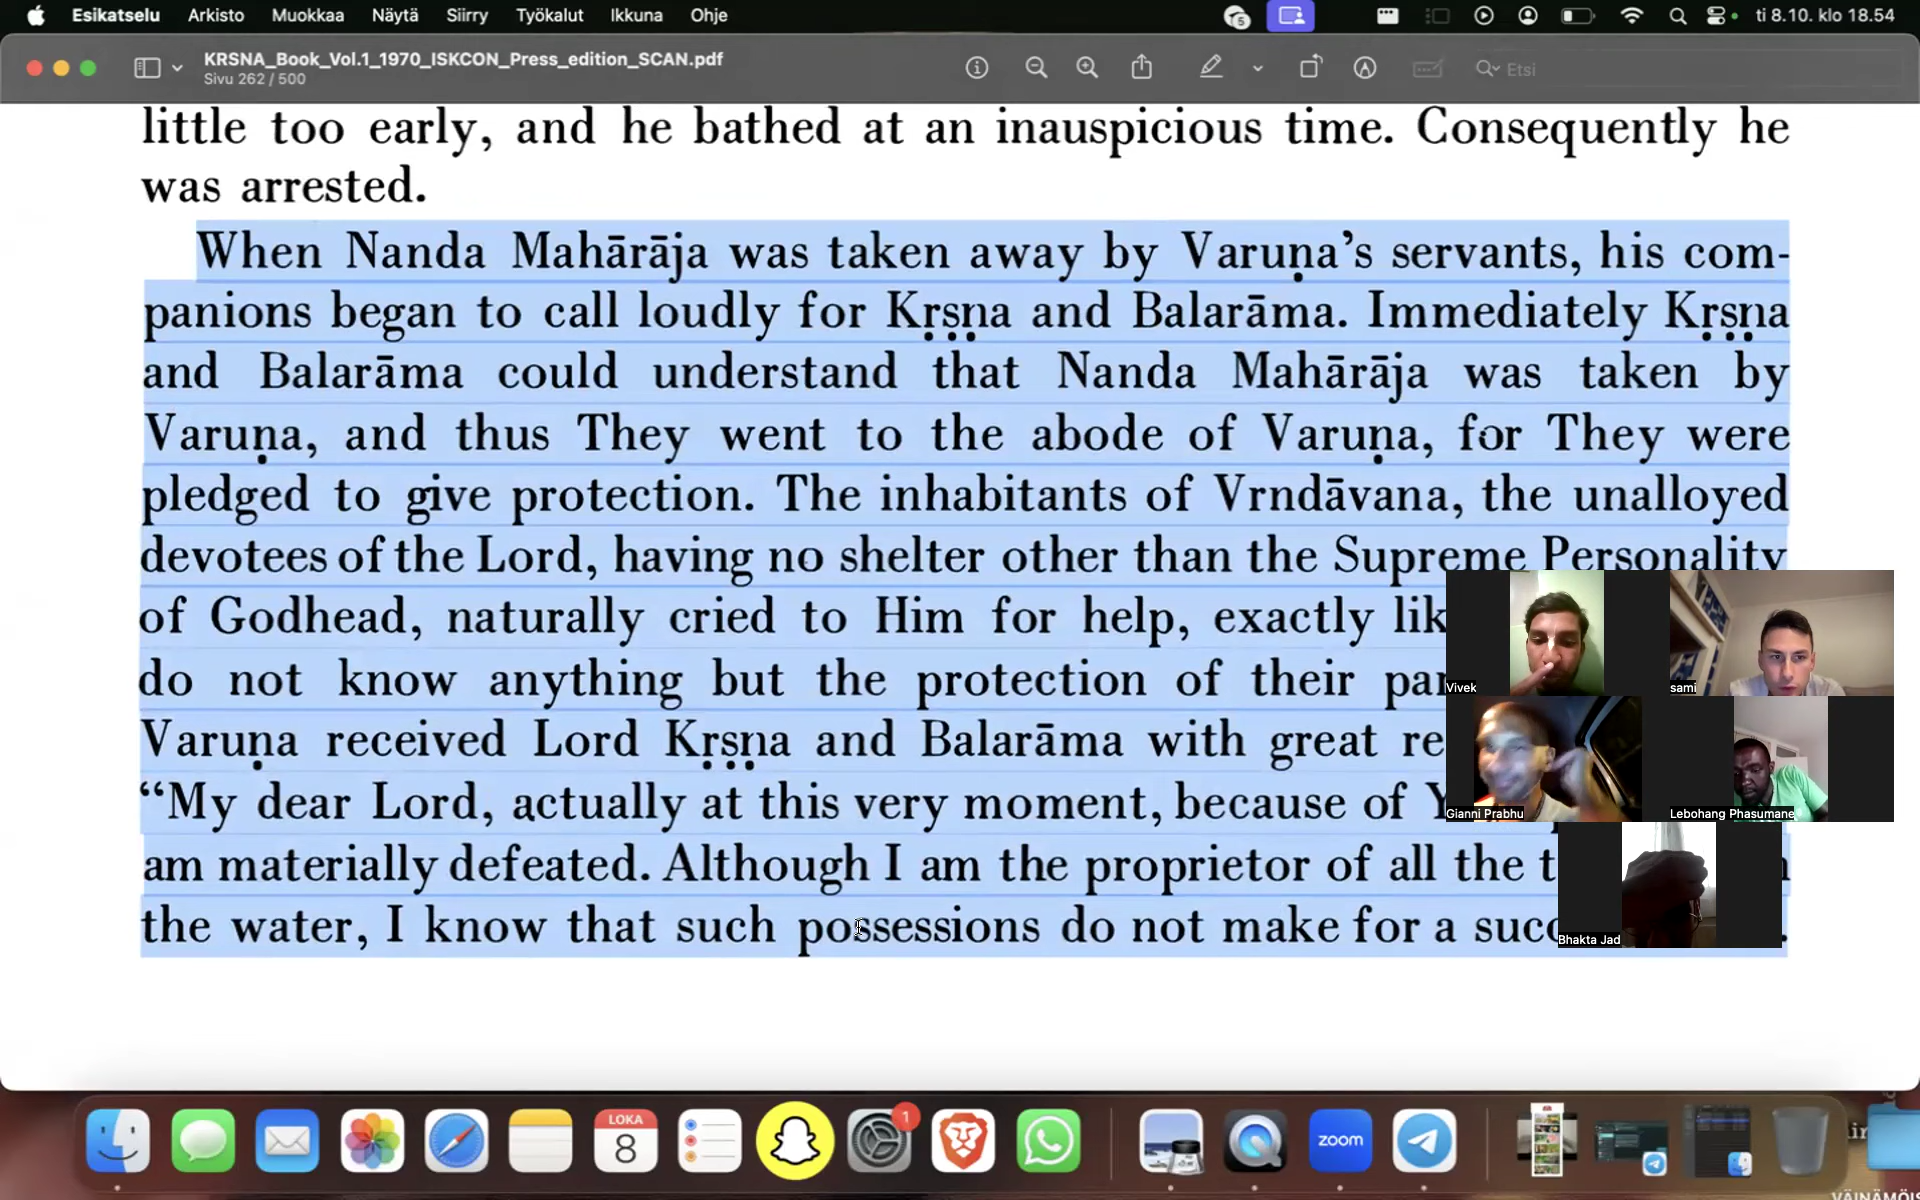 Esikatselu Arkisto Muokkaa Näytä Siirry Työkalut Ikkuna Ohje
5
ti 8.10. klo 18.54
KRSNA_Book_Vol.1_1970_ISKCON_Press_edition_SCAN.pdf
Sivu 262 / 500
Etsi
little too early, and he bathed at an inauspicious time. Consequently he
was arrested.
When Nanda Mahārāja was taken away by Varuṇa’s servants, his com-
panions began to call loudly for Kṛṣṇa and Balarāma. Immediately Kṛṣṇa
and Balarāma could understand that Nanda Mahārāja was taken by
Varuṇa, and thus They went to the abode of Varuṇa, for They were
pledged to give protection. The inhabitants of Vrndāvana, the unalloyed
devotees of the Lord, having no shelter other than the Supreme Personality
of Godhead, naturally cried to Him for help, exactly lik
do not know anything but the protection of their par
Varuṇa received Lord Kṛṣṇa and Balarāma with great re
“My dear Lord, actually at this very moment, because of Y
am materially defeated. Although I am the proprietor of all the t
the water, I know that such possessions do not make for a succ
Vivek
sami
Gianni Prabhu
Lebohang Phasumane
Bhakta Jad
LOKA
8
1
zoom